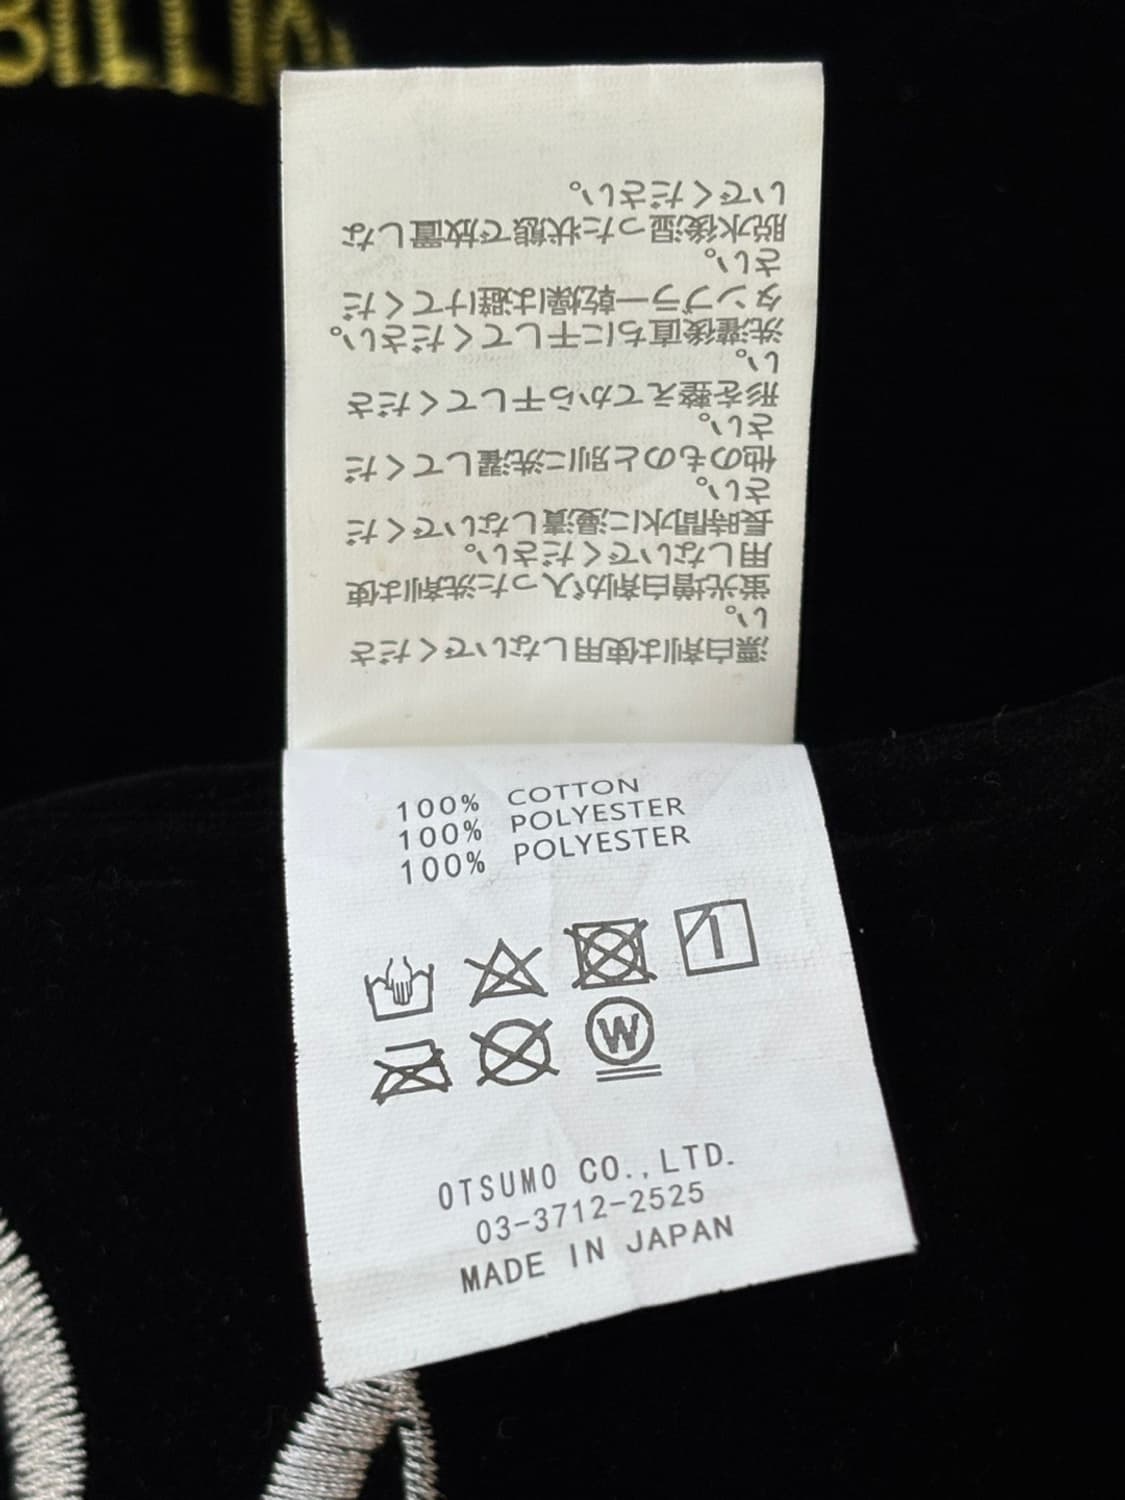 BILLIO
漂白剤は使用しないでくださ
い。
蛍光増白剤が入った洗剤は使
用しないでください。
長時間水に浸漬しないでくだ
さい。
他のものと別に洗濯してくだ
さい。
形を整えてから干してくださ
い。
洗濯後直ちに干してください。
タンブラー乾燥は避けてくだ
さい。
脱水後湿った状態で放置しな
いでください。
100% COTTON
100% POLYESTER
100% POLYESTER
W
OTSUMO CO.,LTD.
03-3712-2525
MADE IN JAPAN